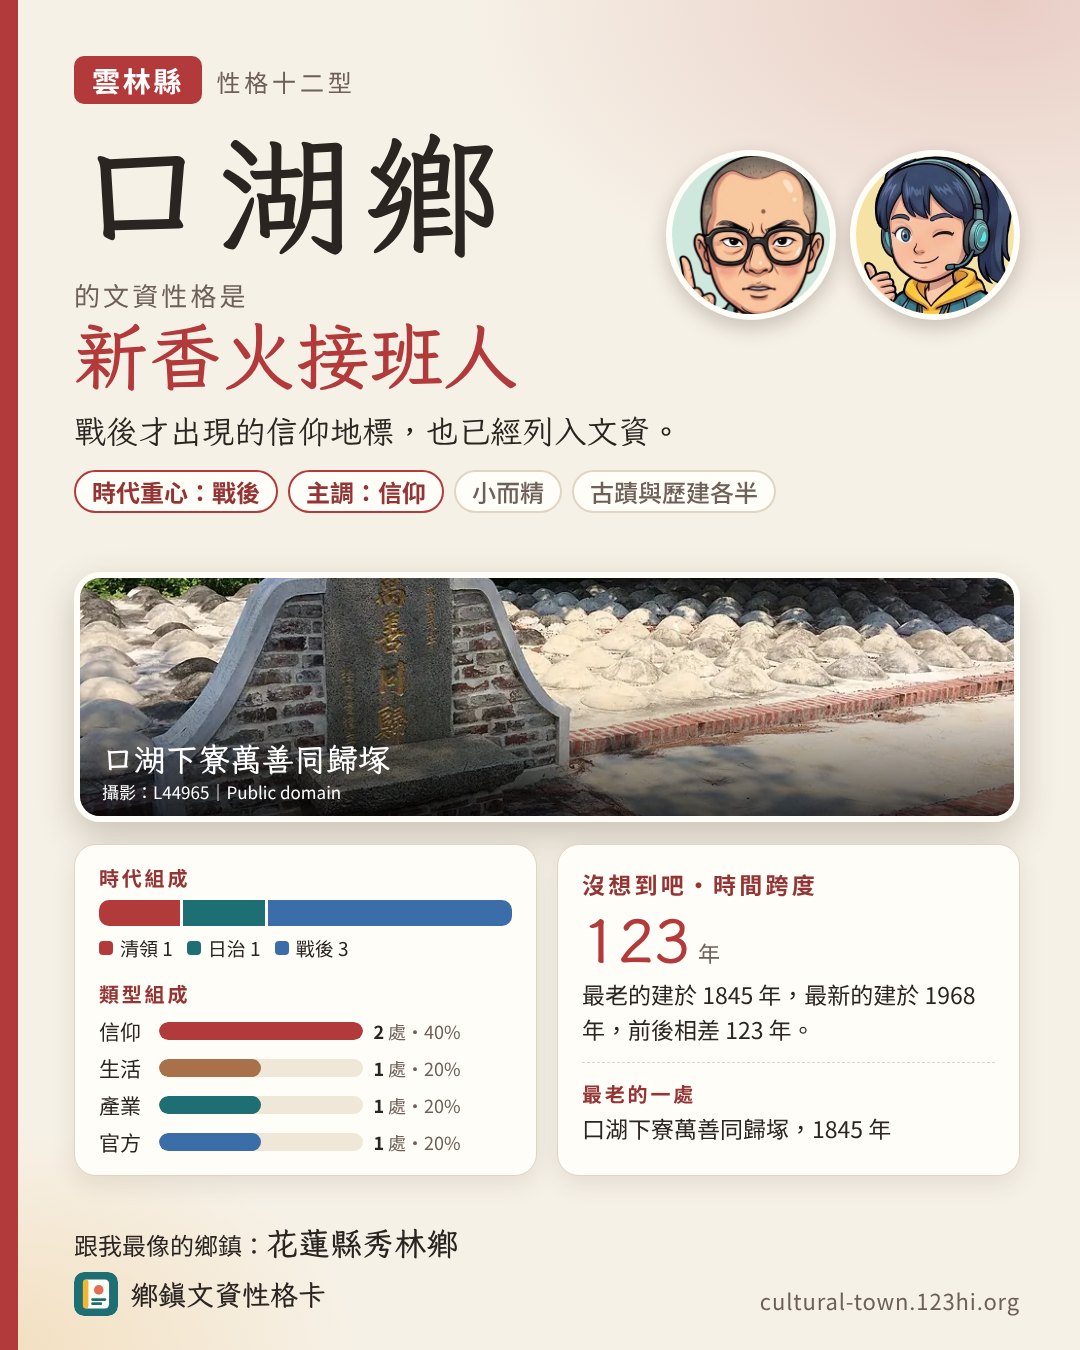 雲林縣 性格十二型
口湖鄉
的文資性格是
新香火接班人
戰後才出現的信仰地標，也已經列入文資。
時代重心：戰後 主調：信仰 小而精 古蹟與歷建各半
萬善同歸
口湖下寮萬善同歸塚
攝影：L44965｜Public domain
時代組成
清領 1 日治 1 戰後 3
類型組成
信仰 2 處・40%
生活 1 處・20%
產業 1 處・20%
官方 1 處・20%
沒想到吧・時間跨度
123 年
最老的建於 1845 年，最新的建於 1968
年，前後相差 123 年。
最老的一處
口湖下寮萬善同歸塚，1845 年
跟我最像的鄉鎮：花蓮縣秀林鄉
鄉鎮文資性格卡
cultural-town.123hi.org